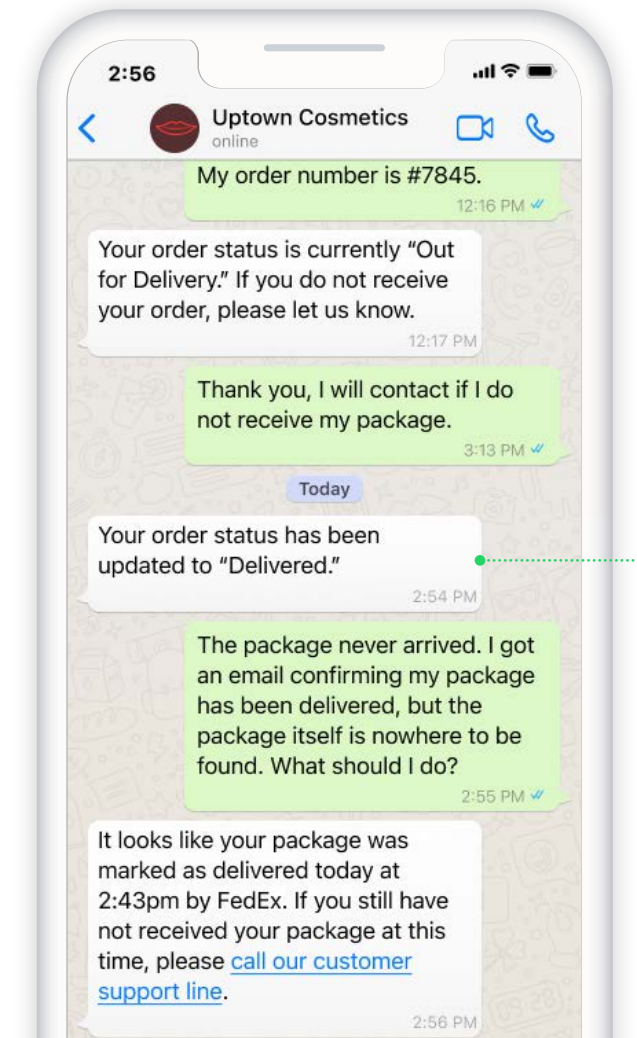 2:56
Uptown Cosmetics
online
My order number is #7845.
12:16 PM
Your order status is currently “Out
for Delivery.” If you do not receive
your order, please let us know.
12:17 PM
Thank you, I will contact if I do
not receive my package.
3:13 PM
Today
Your order status has been
updated to “Delivered.”
2:54 PM
The package never arrived. I got
an email confirming my package
has been delivered, but the
package itself is nowhere to be
found. What should I do?
2:55 PM
It looks like your package was
marked as delivered today at
2:43pm by FedEx. If you still have
not received your package at this
time, please call our customer
support line.
2:56 PM